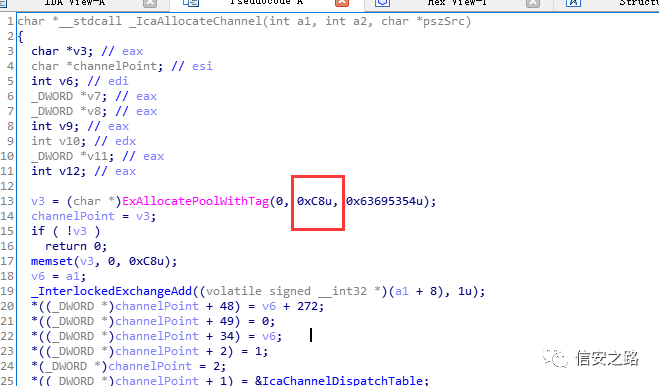 IDA View-A Pseudocode A Hex View-1 Structu
1 char *__stdcall _IcaAllocateChannel(int a1, int a2, char *pszSrc)
2 {
3 char *v3; // eax
4 char *channelPoint; // esi
5 int v6; // edi
6 _DWORD *v7; // eax
7 _DWORD *v8; // eax
8 int v9; // eax
9 int v10; // edx
10 _DWORD *v11; // eax
11 int v12; // eax
12
13 v3 = (char *)ExAllocatePoolWithTag(0, 0xC8u, 0x63695354u);
14 channelPoint = v3;
15 if ( !v3 )
16 return 0;
17 memset(v3, 0, 0xC8u);
18 v6 = a1;
19 _InterlockedExchangeAdd((volatile signed __int32 *)(a1 + 8), 1u);
20 *((_DWORD *)channelPoint + 48) = v6 + 272;
21 *((_DWORD *)channelPoint + 49) = 0;
22 *((_DWORD *)channelPoint + 34) = v6;
23 *((_DWORD *)channelPoint + 2) = 1;
24 *(_DWORD *)channelPoint = 2;
25 *((_DWORD *)channelPoint + 1) = &IcaChannelDispatchTable;
信安之路